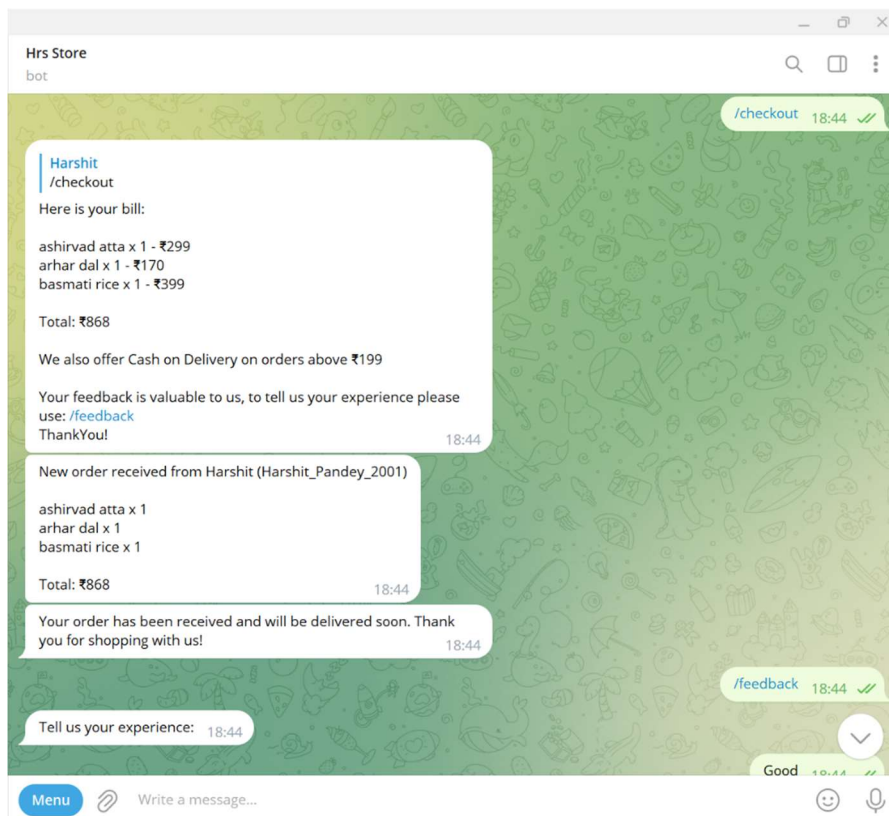 Hrs Store
bot
/checkout 18:44
Harshit
/checkout
Here is your bill:
ashirvad atta x 1 - ₹299
arhar dal x 1 - ₹170
basmati rice x 1 - ₹399
Total: ₹868
We also offer Cash on Delivery on orders above ₹199
Your feedback is valuable to us, to tell us your experience please
use: /feedback
ThankYou!
18:44
New order received from Harshit (Harshit_Pandey_2001)
ashirvad atta x 1
arhar dal x 1
basmati rice x 1
Total: ₹868
18:44
Your order has been received and will be delivered soon. Thank
you for shopping with us!
18:44
/feedback 18:44
Tell us your experience: 18:44
Good 18:44
Menu
Write a message...